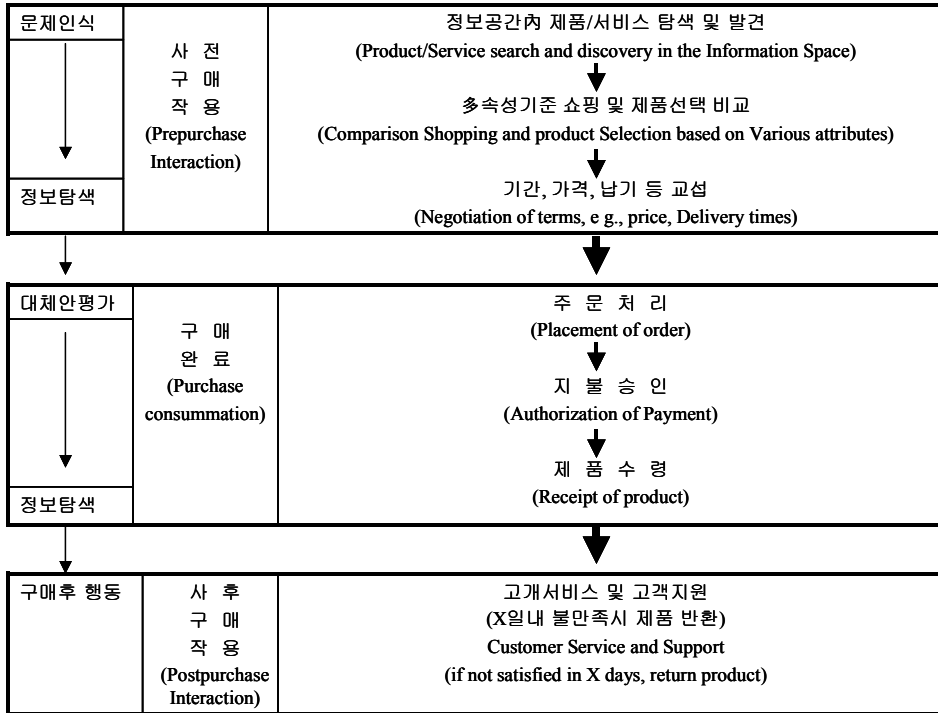 문제인식
정보탐색
사 전
구 매
작 용
(Prepurchase
Interaction)
정보공간內 제품/서비스 탐색 및 발견
(Product/Service search and discovery in the Information Space)
多속성기준 쇼핑 및 제품선택 비교
(Comparison Shopping and product Selection based on Various attributes)
기간, 가격, 납기 등 교섭
(Negotiation of terms, e g., price, Delivery times)
대체안평가
정보탐색
구 매
완 료
(Purchase
consummation)
주 문 처 리
(Placement of order)
지 불 승 인
(Authorization of Payment)
제 품 수 령
(Receipt of product)
구매후 행동
사 후
구 매
작 용
(Postpurchase
Interaction)
고개서비스 및 고객지원
(X일내 불만족시 제품 반환)
Customer Service and Support
(if not satisfied in X days, return product)